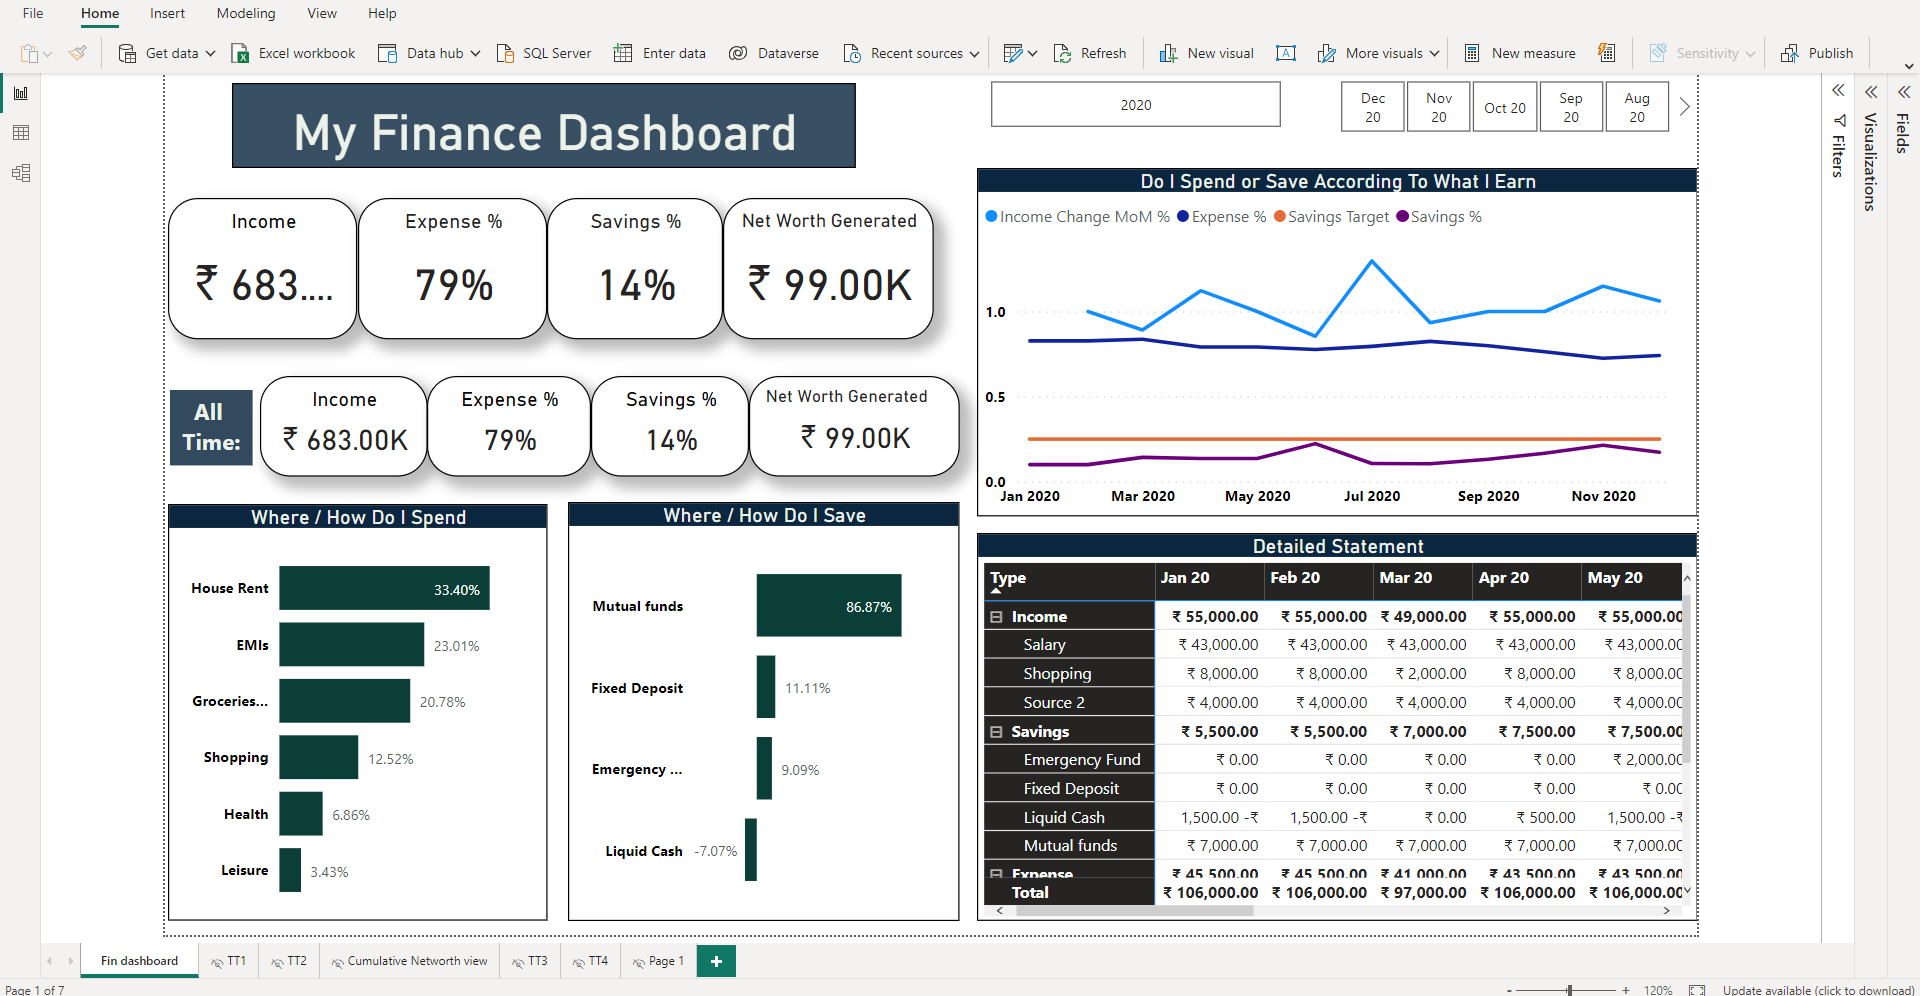 File Home Insert Modeling View Help
Get data Excel workbook Data hub SQL Server Enter data Dataverse Recent sources Refresh New visual A More visuals New measure Sensitivity Publish
My Finance Dashboard
2020
Dec 20
Nov 20
Oct 20
Sep 20
Aug 20
Filters
Visualizations
Fields
Income
₹ 683....
Expense %
79%
Savings %
14%
Net Worth Generated
₹ 99.00K
All Time:
Income
₹ 683.00K
Expense %
79%
Savings %
14%
Net Worth Generated
₹ 99.00K
Do I Spend or Save According To What I Earn
Income Change MoM % Expense % Savings Target Savings %
1.0
0.5
0.0
Jan 2020 Mar 2020 May 2020 Jul 2020 Sep 2020 Nov 2020
Where / How Do I Spend
House Rent 33.40%
EMIs 23.01%
Groceries... 20.78%
Shopping 12.52%
Health 6.86%
Leisure 3.43%
Where / How Do I Save
Mutual funds 86.87%
Fixed Deposit 11.11%
Emergency ... 9.09%
Liquid Cash -7.07%
Detailed Statement
Type Jan 20 Feb 20 Mar 20 Apr 20 May 20
Income ₹ 55,000.00 ₹ 55,000.00 ₹ 49,000.00 ₹ 55,000.00 ₹ 55,000.00
Salary ₹ 43,000.00 ₹ 43,000.00 ₹ 43,000.00 ₹ 43,000.00 ₹ 43,000.00
Shopping ₹ 8,000.00 ₹ 8,000.00 ₹ 2,000.00 ₹ 8,000.00 ₹ 8,000.00
Source 2 ₹ 4,000.00 ₹ 4,000.00 ₹ 4,000.00 ₹ 4,000.00 ₹ 4,000.00
Savings ₹ 5,500.00 ₹ 5,500.00 ₹ 7,000.00 ₹ 7,500.00 ₹ 7,500.00
Emergency Fund ₹ 0.00 ₹ 0.00 ₹ 0.00 ₹ 0.00 ₹ 2,000.00
Fixed Deposit ₹ 0.00 ₹ 0.00 ₹ 0.00 ₹ 0.00 ₹ 0.00
Liquid Cash 1,500.00 -₹ 1,500.00 -₹ ₹ 0.00 ₹ 500.00 1,500.00 -₹
Mutual funds ₹ 7,000.00 ₹ 7,000.00 ₹ 7,000.00 ₹ 7,000.00 ₹ 7,000.00
Expense ₹ 45,500.00 ₹ 45,500.00 ₹ 41,000.00 ₹ 43,500.00 ₹ 43,500.00
Total ₹ 106,000.00 ₹ 106,000.00 ₹ 97,000.00 ₹ 106,000.00 ₹ 106,000.00
Fin dashboard TT1 TT2 Cumulative Networth view TT3 TT4 Page 1 +
Page 1 of 7 - + 120% Update available (click to download)